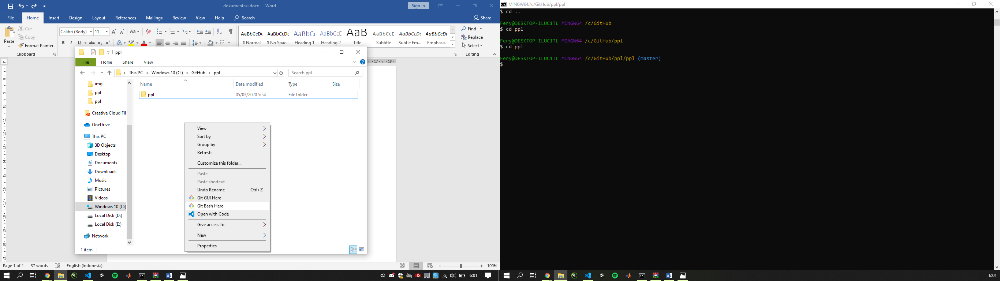 dokumentasi.docx - Word
Sign in
File Home Insert Design Layout References Mailings Review View Help Search Share
Cut
Copy
Paste
Format Painter
Clipboard
Calibri (Body) 11
AaBbCcDc AaBbCcDc AaBbCc AaBbCcD AaB AaBbCcD AaBbCcDc AaBbCcDc
¶ Normal ¶ No Spac... Heading 1 Heading 2 Title Subtitle Subtle Em... Emphasis
Find
Replace
Select
Editing
ppl
File Home Share View
This PC > Windows 10 (C:) > GitHub > ppl
Search ppl
Name Date modified Type Size
ppl 05/03/2020 5:54 File folder
img
ppl
ppl
Creative Cloud Fil
OneDrive
This PC
3D Objects
Desktop
Documents
Downloads
Music
Pictures
Videos
Windows 10 (C:)
Local Disk (D:)
Local Disk (E:)
Network
1 item
View
Sort by
Group by
Refresh
Customize this folder...
Paste
Paste shortcut
Undo Rename Ctrl+Z
Git GUI Here
Git Bash Here
Open with Code
Give access to
New
Properties
Page 1 of 1 37 words English (Indonesia) 100%
6:01
MINGW64:/c/GitHub/ppl/ppl
$ cd ..
Fery@DESKTOP-ILUC1TL MINGW64 /c/GitHub
$ cd ppl
Fery@DESKTOP-ILUC1TL MINGW64 /c/GitHub/ppl
$ cd ppl
Fery@DESKTOP-ILUC1TL MINGW64 /c/GitHub/ppl/ppl (master)
$
6:01